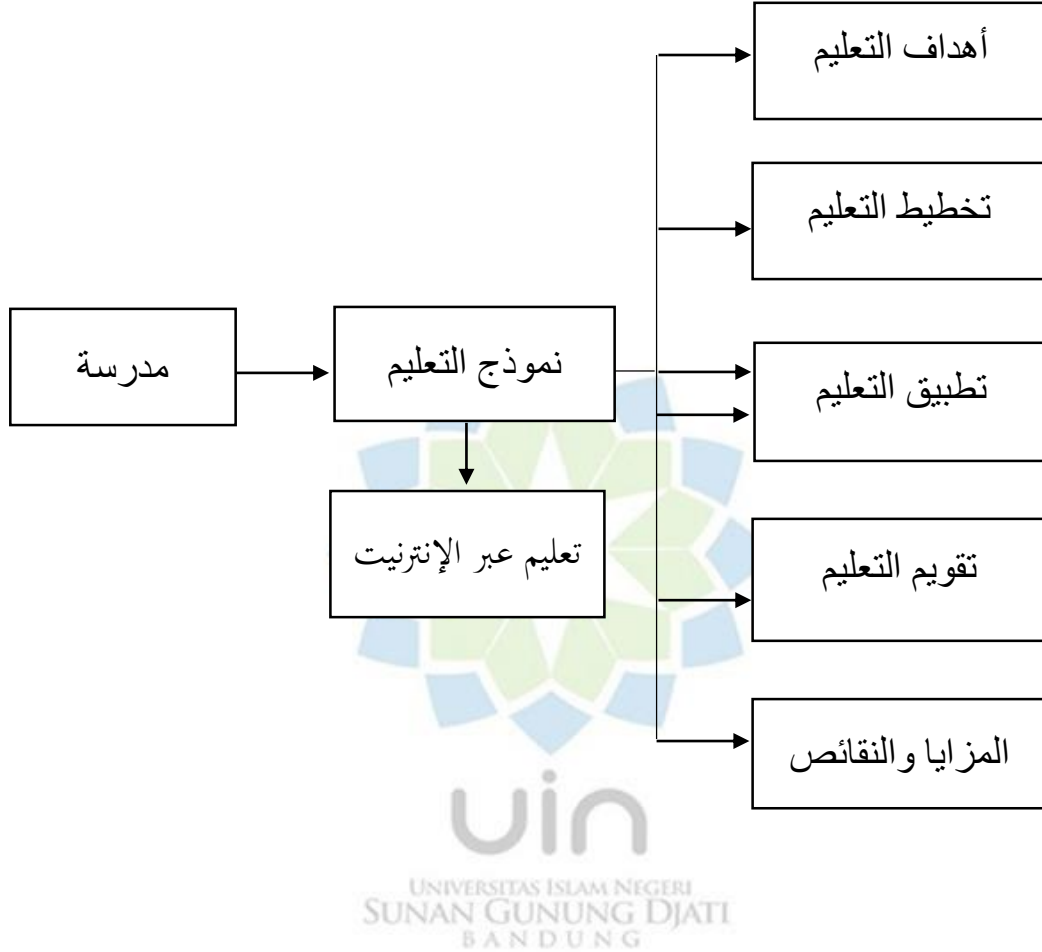 أهداف التعليم
تخطيط التعليم
مدرسة
نموذج التعليم
تطبيق التعليم
تعليم عبر الإنترنيت
تقويم التعليم
المزايا والنقائص
uin
UNIVERSITAS ISLAM NEGERI
SUNAN GUNUNG DJATI
BANDUNG